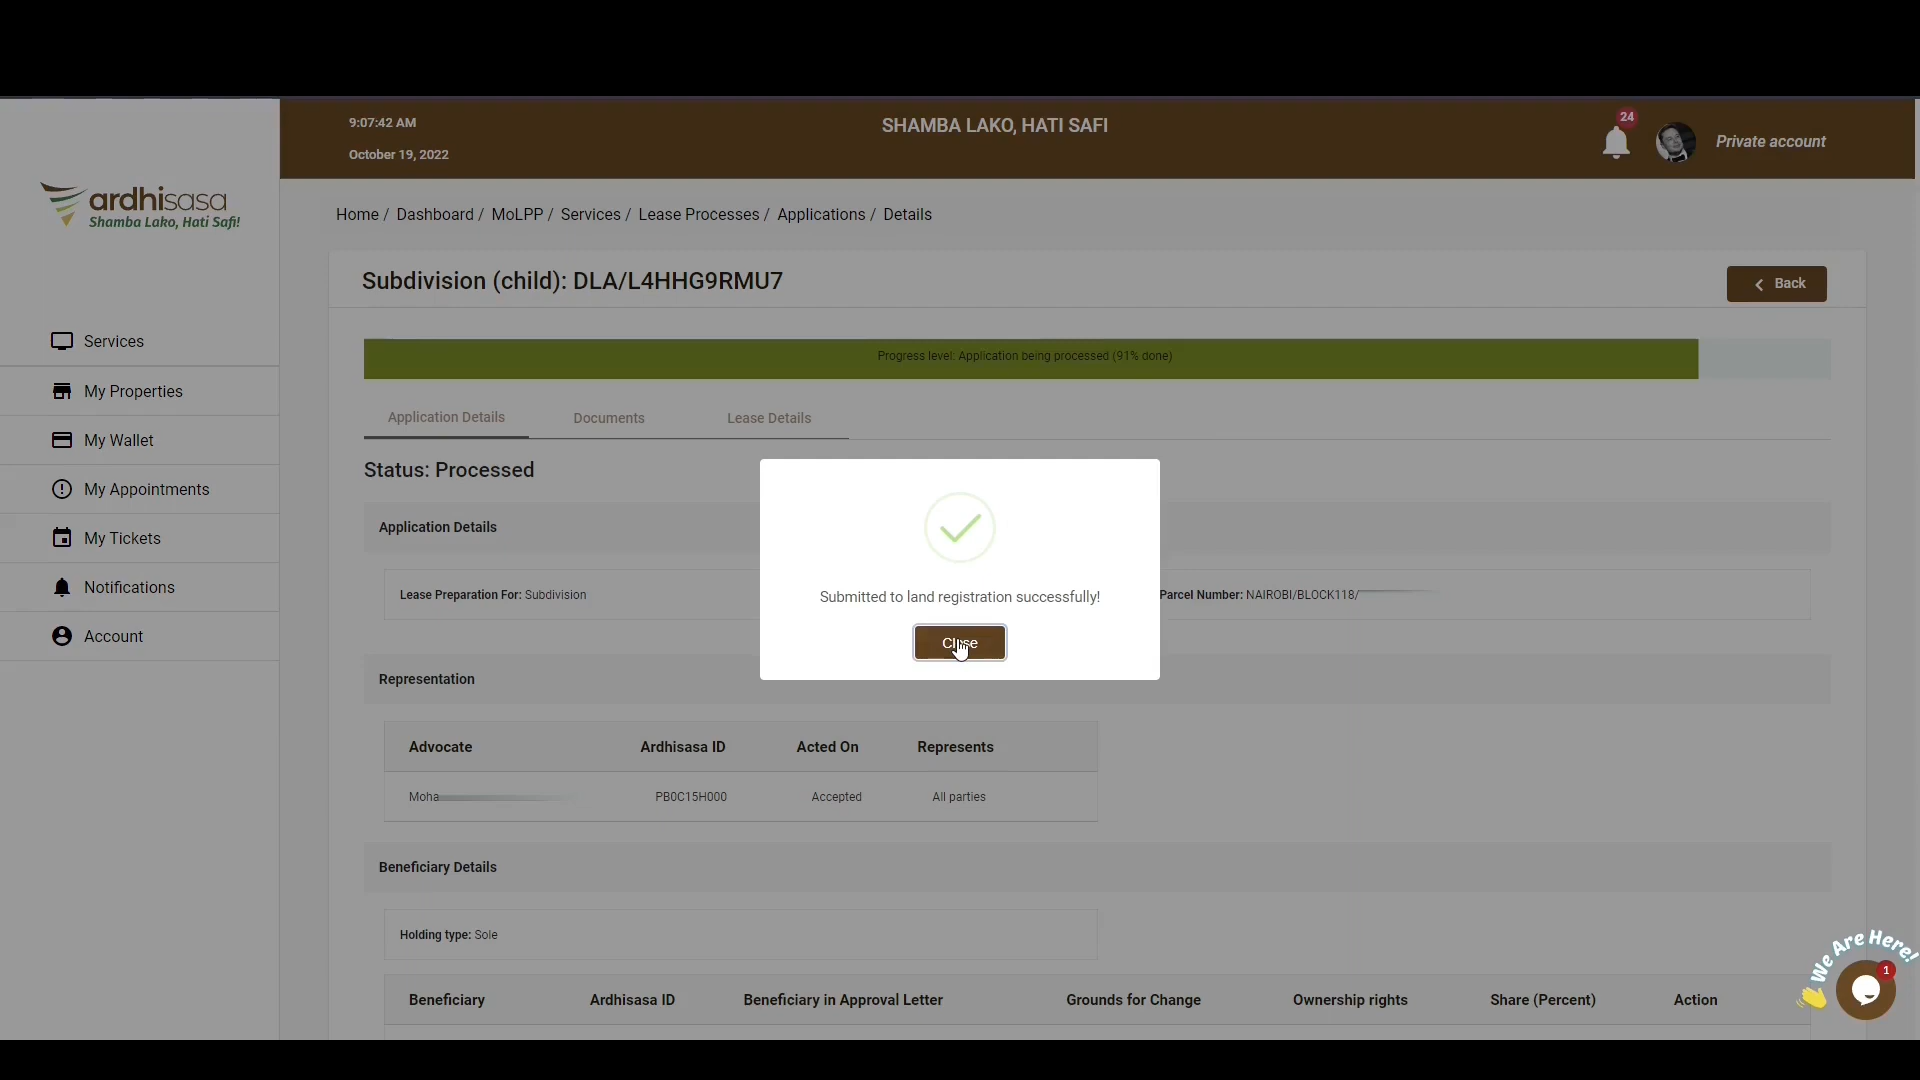 9:07:42 AM
SHAMBA LAKO, HATI SAFI
24
Private account
October 19, 2022
ardhisasa
Shamba Lako, Hati Safi!
Home / Dashboard / MoLPP / Services / Lease Processes / Applications / Details
Subdivision (child): DLA/L4HHG9RMU7
Back
Services
My Properties
My Wallet
My Appointments
My Tickets
Notifications
Account
Progress level: Application being processed (91% done)
Application Details
Documents
Lease Details
Status: Processed
Application Details
Lease Preparation For: Subdivision
Parcel Number: NAIROBI/BLOCK118/
Submitted to land registration successfully!
Close
Representation
Advocate Ardhisasa ID Acted On Represents
Moha PB0C15H000 Accepted All parties
Beneficiary Details
Holding type: Sole
Beneficiary Ardhisasa ID Beneficiary in Approval Letter Grounds for Change Ownership rights Share (Percent) Action
We Are Here!
1